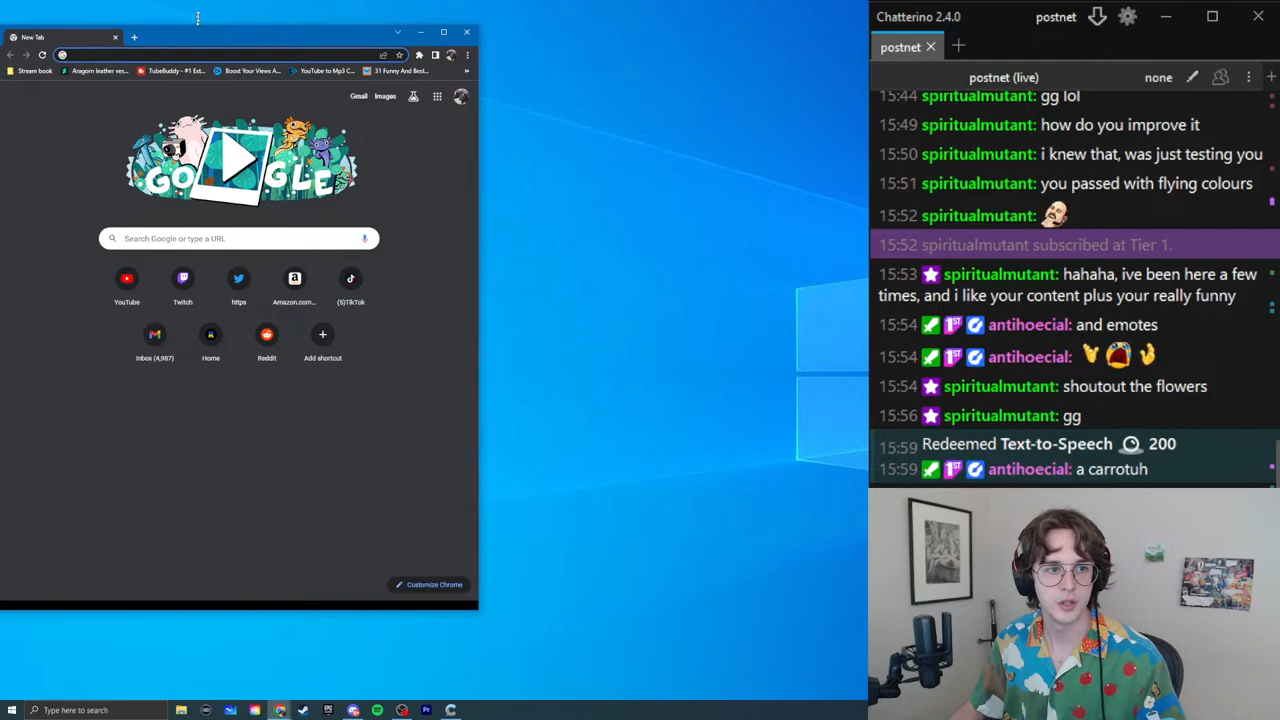 New Tab
Stream book
Aragorn leather ves...
TubeBuddy - #1 Ext...
Boost Your Views A...
YouTube to Mp3 C...
31 Funny And Best...
»
Gmail
Images
GOOGLE
Search Google or type a URL
YouTube
Twitch
https
Amazon.com...
(5)TikTok
Inbox (4,987)
Home
Reddit
Add shortcut
Customize Chrome
Type here to search
Chatterino 2.4.0
postnet
postnet
postnet (live)
none
15:44 spiritualmutant: gg lol
15:49 spiritualmutant: how do you improve it
15:50 spiritualmutant: i knew that, was just testing you
15:51 spiritualmutant: you passed with flying colours
15:52 spiritualmutant:
15:52 spiritualmutant subscribed at Tier 1.
15:53 spiritualmutant: hahaha, ive been here a few
times, and i like your content plus your really funny
15:54 1ST antihoecial: and emotes
15:54 1ST antihoecial:
15:54 spiritualmutant: shoutout the flowers
15:56 spiritualmutant: gg
15:59 Redeemed Text-to-Speech 200
15:59 1ST antihoecial: a carrotuh